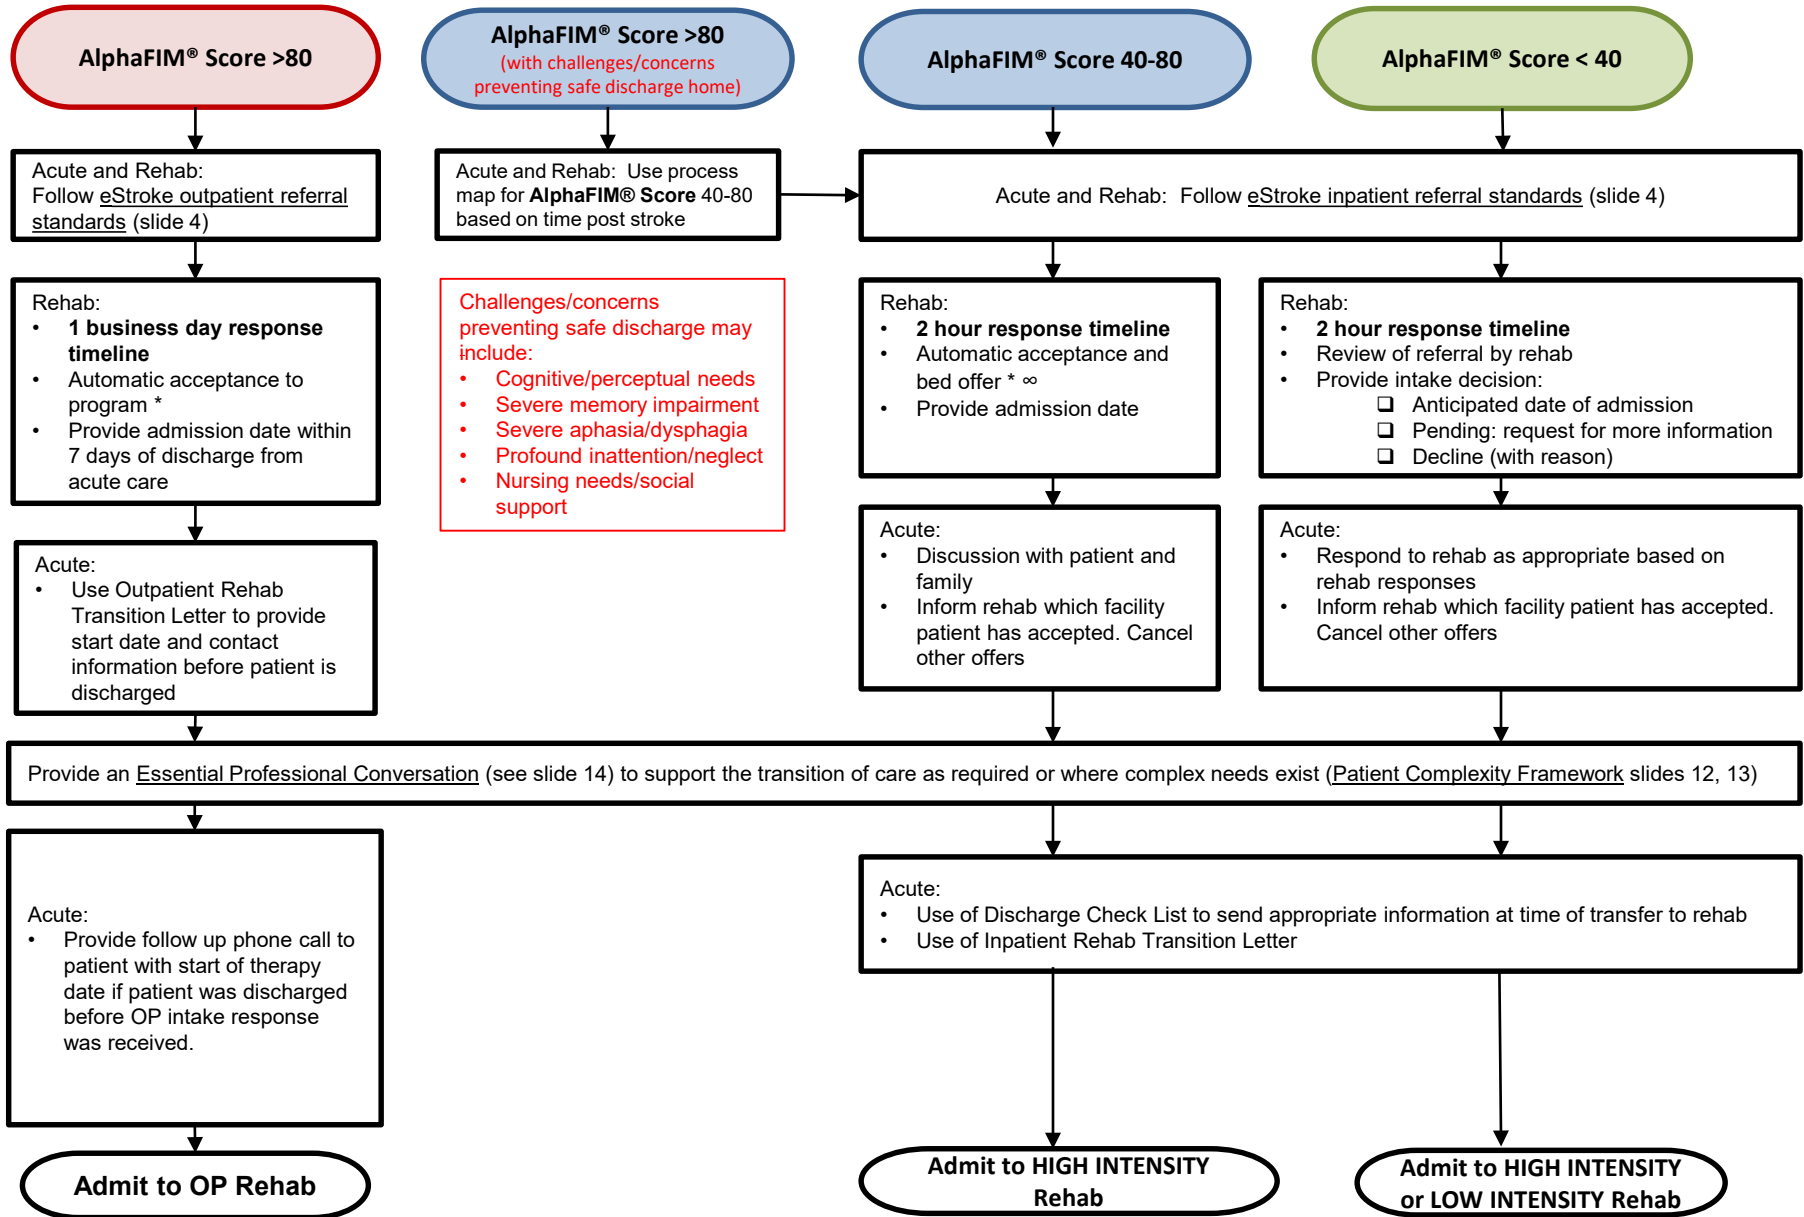 AlphaFIM® Score >80
AlphaFIM® Score >80
(with challenges/concerns
preventing safe discharge home)
AlphaFIM® Score 40-80
AlphaFIM® Score < 40
Acute and Rehab:
Follow eStroke outpatient referral
standards (slide 4)
Acute and Rehab: Use process
map for AlphaFIM® Score 40-80
based on time post stroke
Acute and Rehab: Follow eStroke inpatient referral standards (slide 4)
Rehab:
• 1 business day response
timeline
• Automatic acceptance to
program *
• Provide admission date within
7 days of discharge from
acute care
Challenges/concerns
preventing safe discharge may
include:
• Cognitive/perceptual needs
• Severe memory impairment
• Severe aphasia/dysphagia
• Profound inattention/neglect
• Nursing needs/social
support
Rehab:
• 2 hour response timeline
• Automatic acceptance and
bed offer * ∞
• Provide admission date
Rehab:
• 2 hour response timeline
• Review of referral by rehab
• Provide intake decision:
❑ Anticipated date of admission
❑ Pending: request for more information
❑ Decline (with reason)
Acute:
• Use Outpatient Rehab
Transition Letter to provide
start date and contact
information before patient is
discharged
Acute:
• Discussion with patient and
family
• Inform rehab which facility
patient has accepted. Cancel
other offers
Acute:
• Respond to rehab as appropriate based on
rehab responses
• Inform rehab which facility patient has accepted.
Cancel other offers
Provide an Essential Professional Conversation (see slide 14) to support the transition of care as required or where complex needs exist (Patient Complexity Framework slides 12, 13)
Acute:
• Provide follow up phone call to
patient with start of therapy
date if patient was discharged
before OP intake response
was received.
Acute:
• Use of Discharge Check List to send appropriate information at time of transfer to rehab
• Use of Inpatient Rehab Transition Letter
Admit to OP Rehab
Admit to HIGH INTENSITY
Rehab
Admit to HIGH INTENSITY
or LOW INTENSITY Rehab